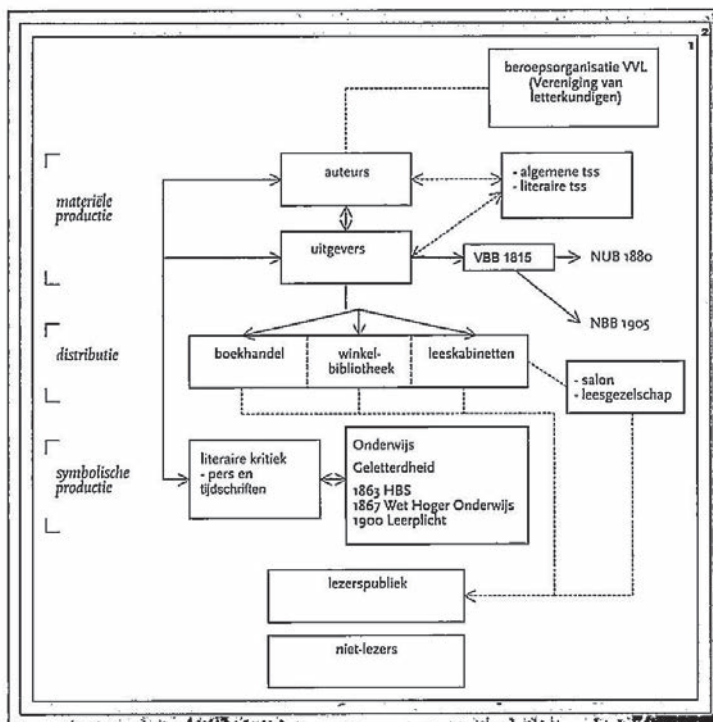 2
1
beroepsorganisatie VVL
(Vereniging van
letterkundigen)
materiële
productie
auteurs
- algemene tss
- literaire tss
uitgevers
VBB 1815
NUB 1880
NBB 1905
distributie
boekhandel
winkel-
bibliotheek
leeskabinetten
- salon
- leesgezelschap
symbolische
productie
literaire kritiek
- pers en
tijdschriften
Onderwijs
Geletterdheid
1863 HBS
1867 Wet Hoger Onderwijs
1900 Leerplicht
lezerspubliek
niet-lezers